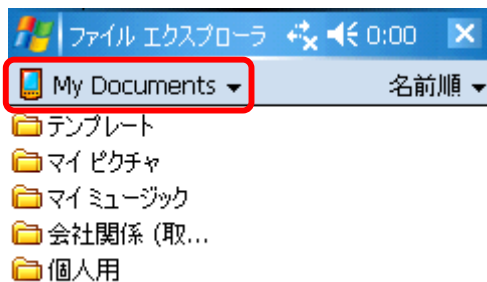 ファイル エクスプローラ 0:00
My Documents 名前順
テンプレート
マイ ピクチャ
マイ ミュージック
会社関係 (取...
個人用